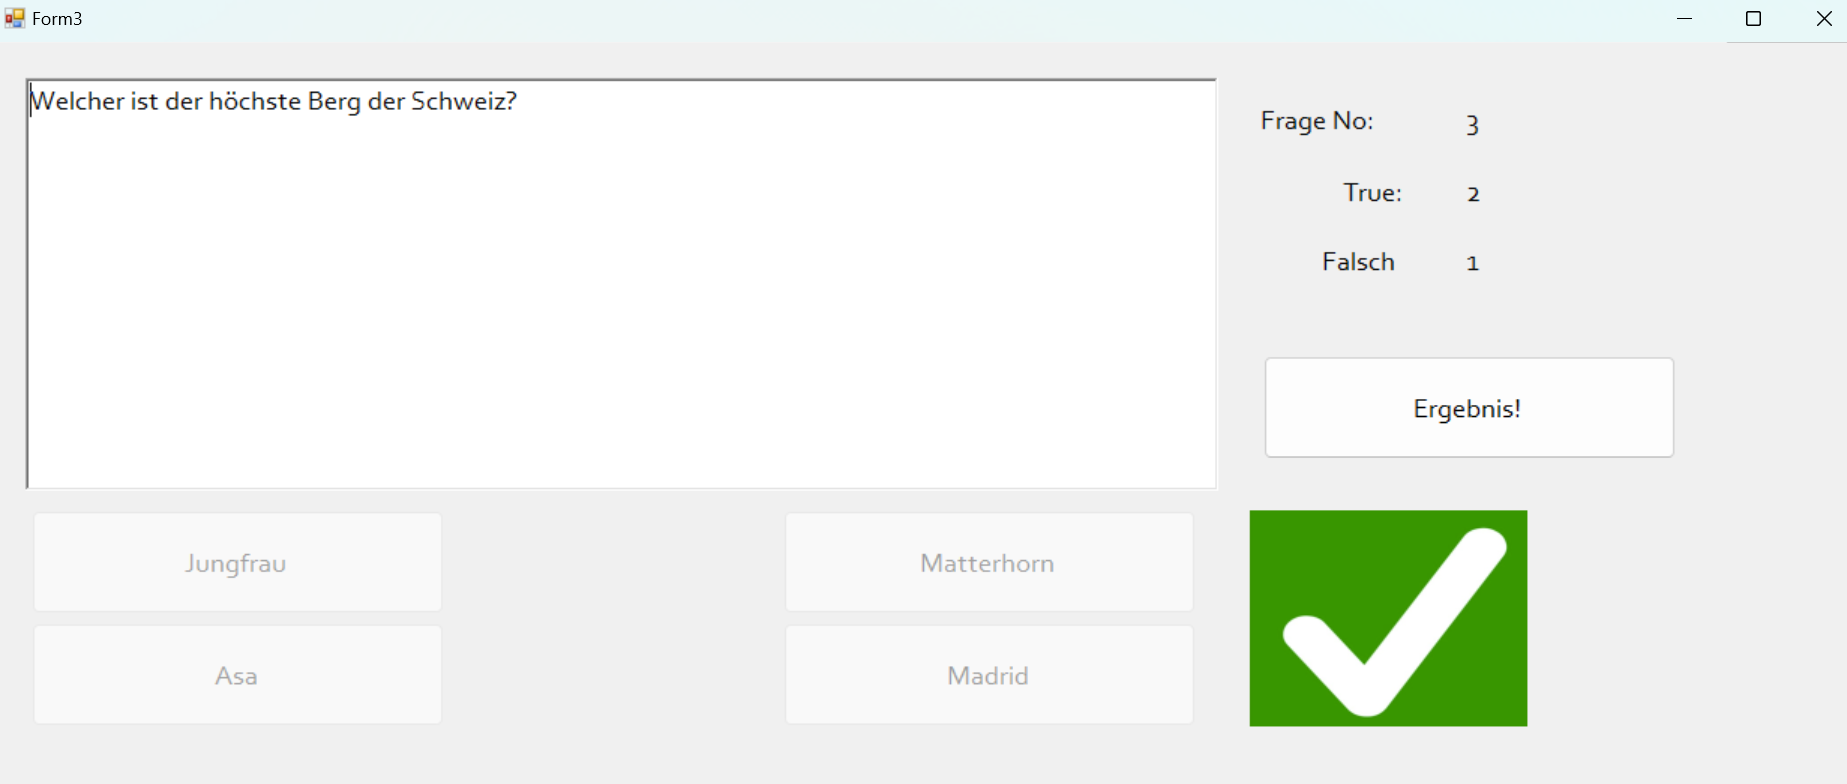 Form3
Welcher ist der höchste Berg der Schweiz?
Frage No: 3
True: 2
Falsch 1
Ergebnis!
Jungfrau
Matterhorn
Asa
Madrid